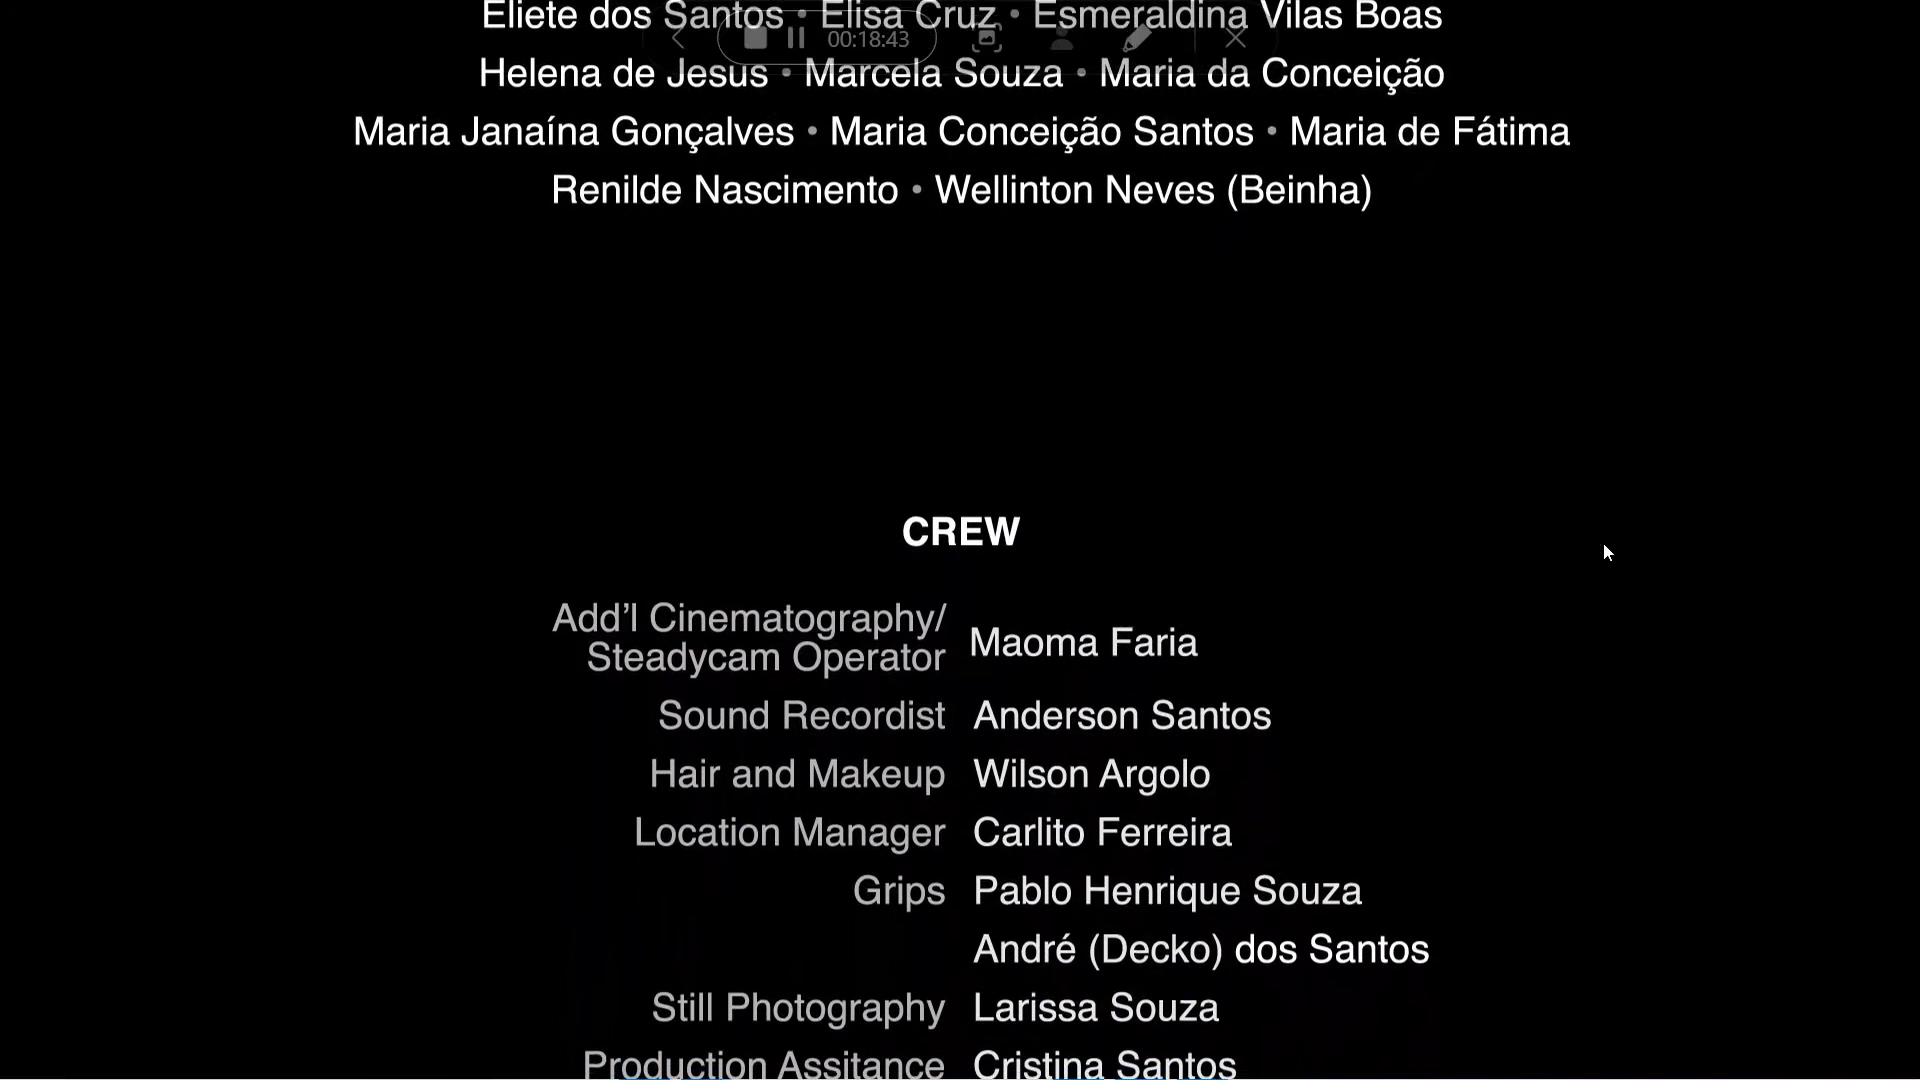 Eliete dos Santos • Elisa Cruz • Esmeraldina Vilas Boas
00:18:43
Helena de Jesus • Marcela Souza • Maria da Conceição
Maria Janaína Gonçalves • Maria Conceição Santos • Maria de Fátima
Renilde Nascimento • Wellinton Neves (Beinha)
CREW
Add’l Cinematography/
Steadycam Operator Maoma Faria
Sound Recordist Anderson Santos
Hair and Makeup Wilson Argolo
Location Manager Carlito Ferreira
Grips Pablo Henrique Souza
André (Decko) dos Santos
Still Photography Larissa Souza
Production Assitance Cristina Santos